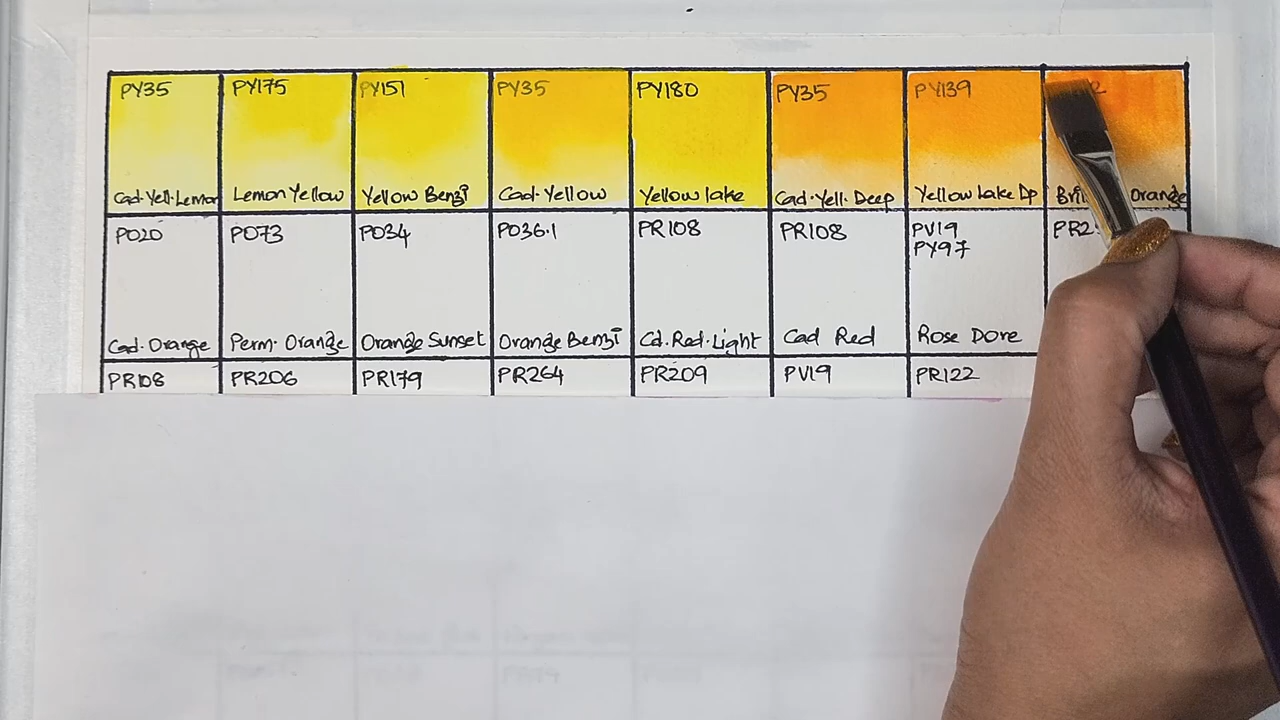 PY35 PY175 PY151 PY35 PY180 PY35 PY139
Cad.Yell.Lemon Lemon Yellow Yellow Benzi Cad.Yellow Yellow lake Cad.Yell.Deep Yellow Lake Dp Orange
PO20 PO73 PO34 PO36.1 PR108 PR108 PV19
PY97
Cad.Orange Perm.Orange Orange Sunset Orange Benzi Cd.Red.Light Cad Red Rose Dore
PR108 PR206 PR179 PR264 PR209 PV19 PR122